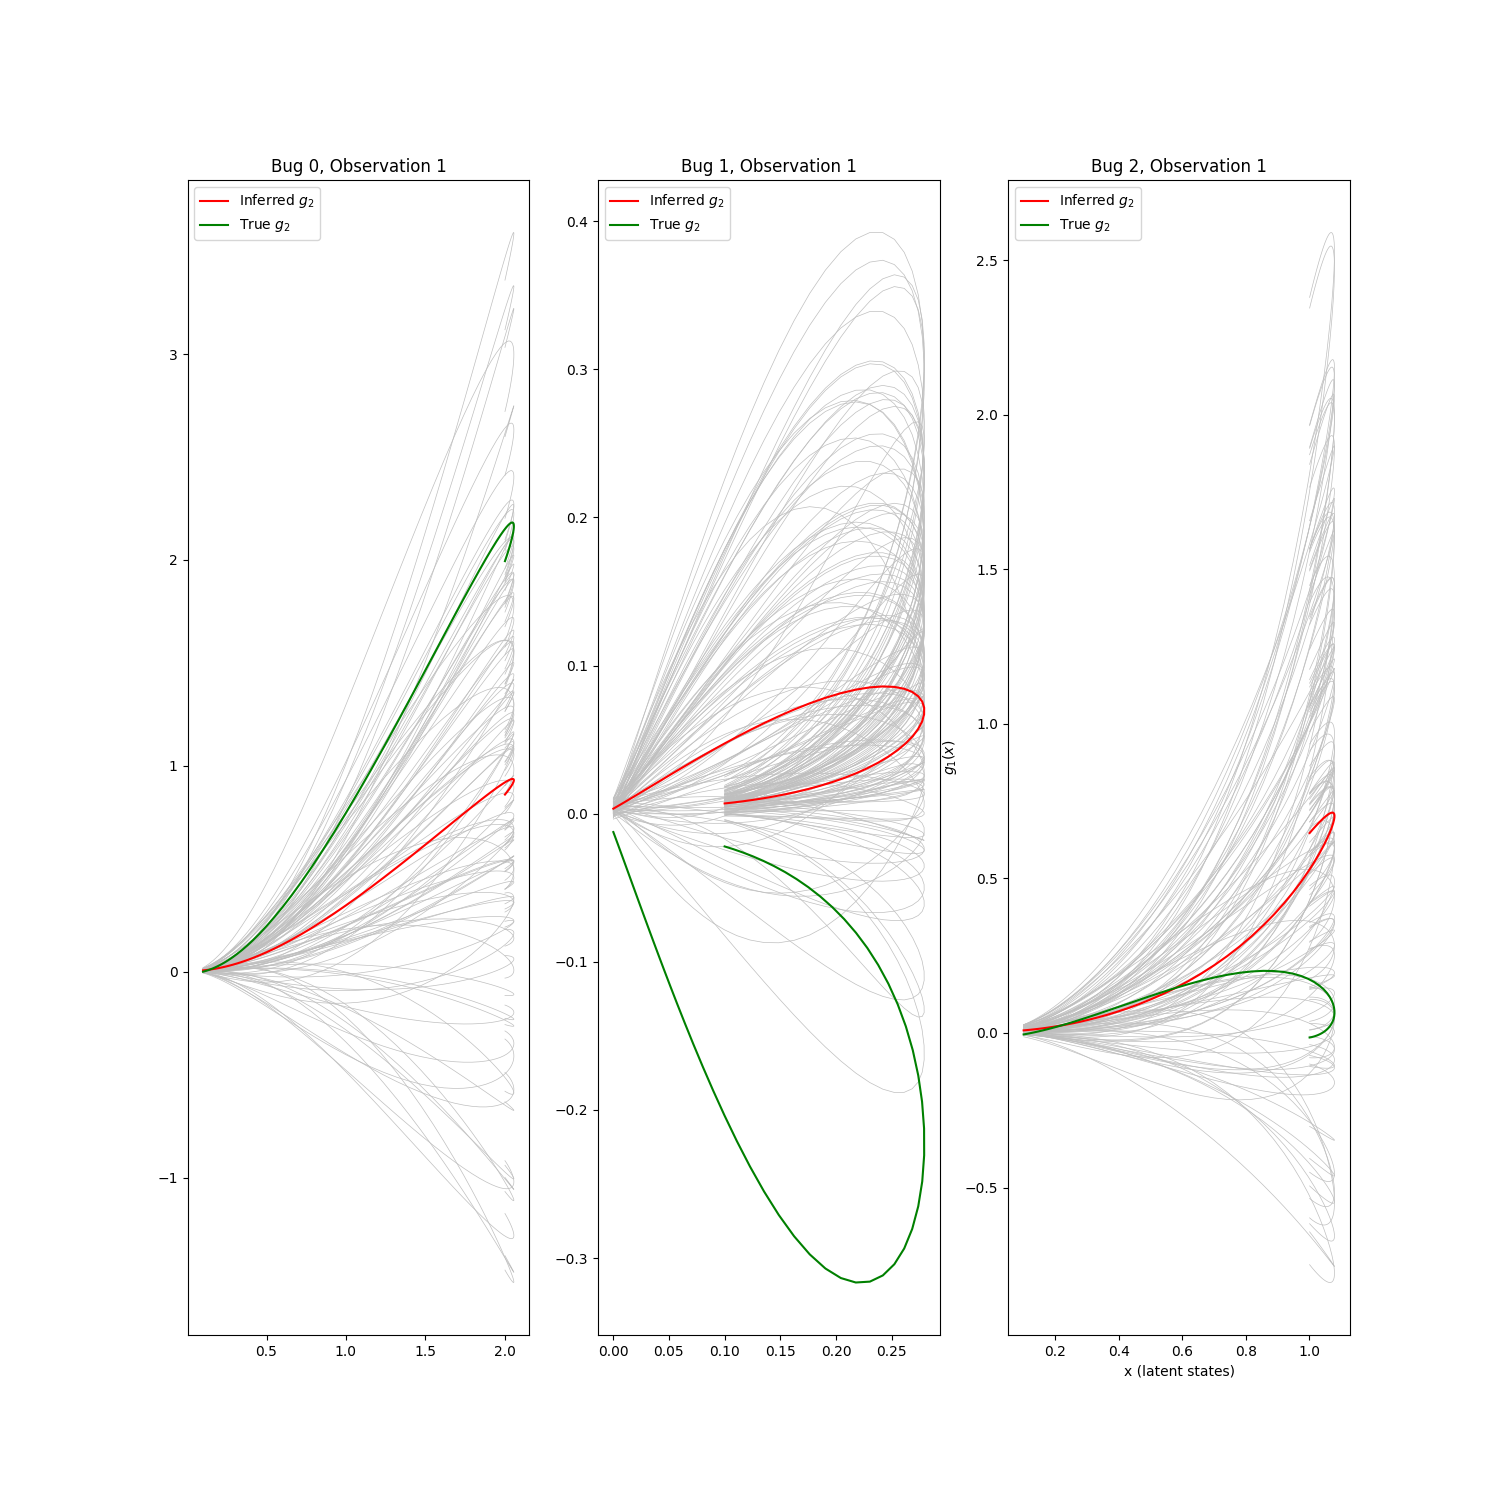 Bug 0, Observation 1
Inferred g₂
True g₂
3
2
1
0
−1
0.5 1.0 1.5 2.0
Bug 1, Observation 1
Inferred g₂
True g₂
0.4
0.3
0.2
0.1
0.0
−0.1
−0.2
−0.3
0.00 0.05 0.10 0.15 0.20 0.25
Bug 2, Observation 1
Inferred g₂
True g₂
g₁(x)
2.5
2.0
1.5
1.0
0.5
0.0
−0.5
0.2 0.4 0.6 0.8 1.0
x (latent states)